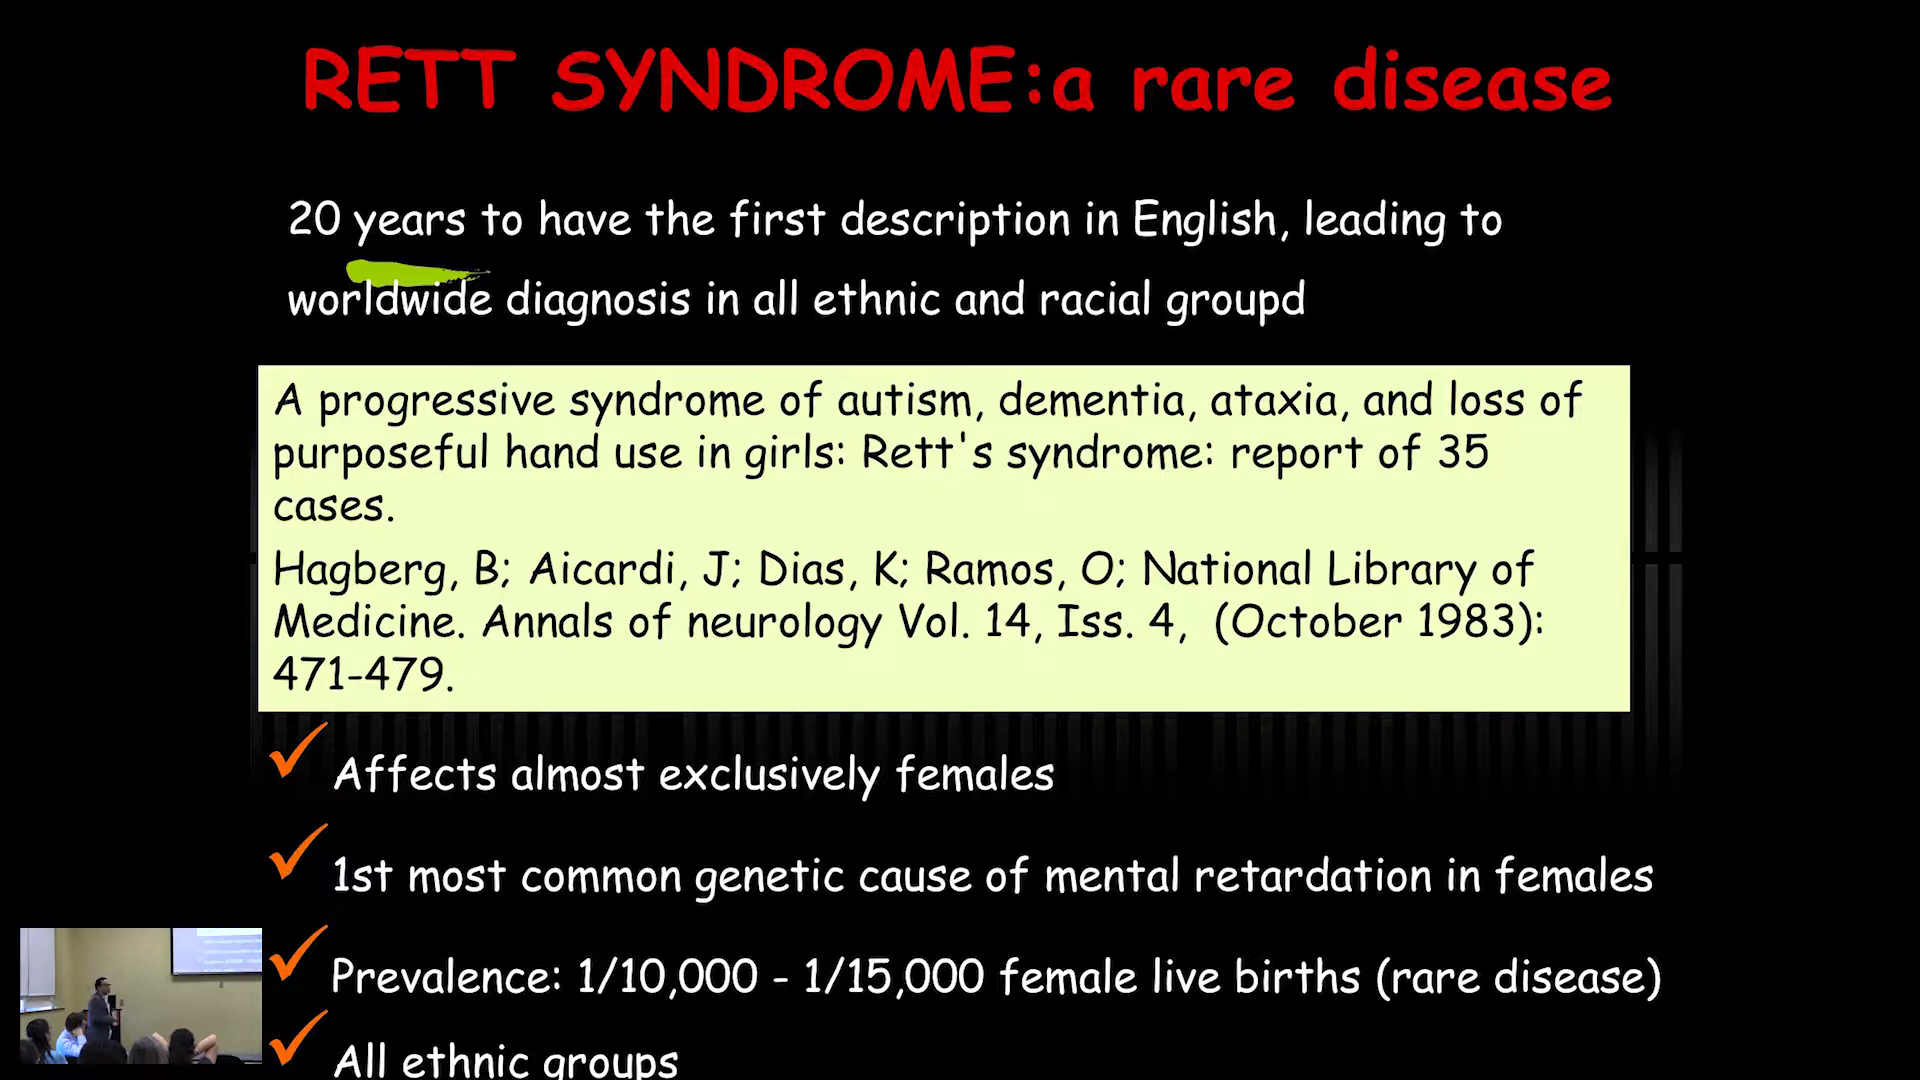 RETT SYNDROME:a rare disease
20 years to have the first description in English, leading to
worldwide diagnosis in all ethnic and racial groupd
A progressive syndrome of autism, dementia, ataxia, and loss of
purposeful hand use in girls: Rett's syndrome: report of 35
cases.
Hagberg, B; Aicardi, J; Dias, K; Ramos, O; National Library of
Medicine. Annals of neurology Vol. 14, Iss. 4, (October 1983):
471-479.
Affects almost exclusively females
1st most common genetic cause of mental retardation in females
Prevalence: 1/10,000 - 1/15,000 female live births (rare disease)
All ethnic groups